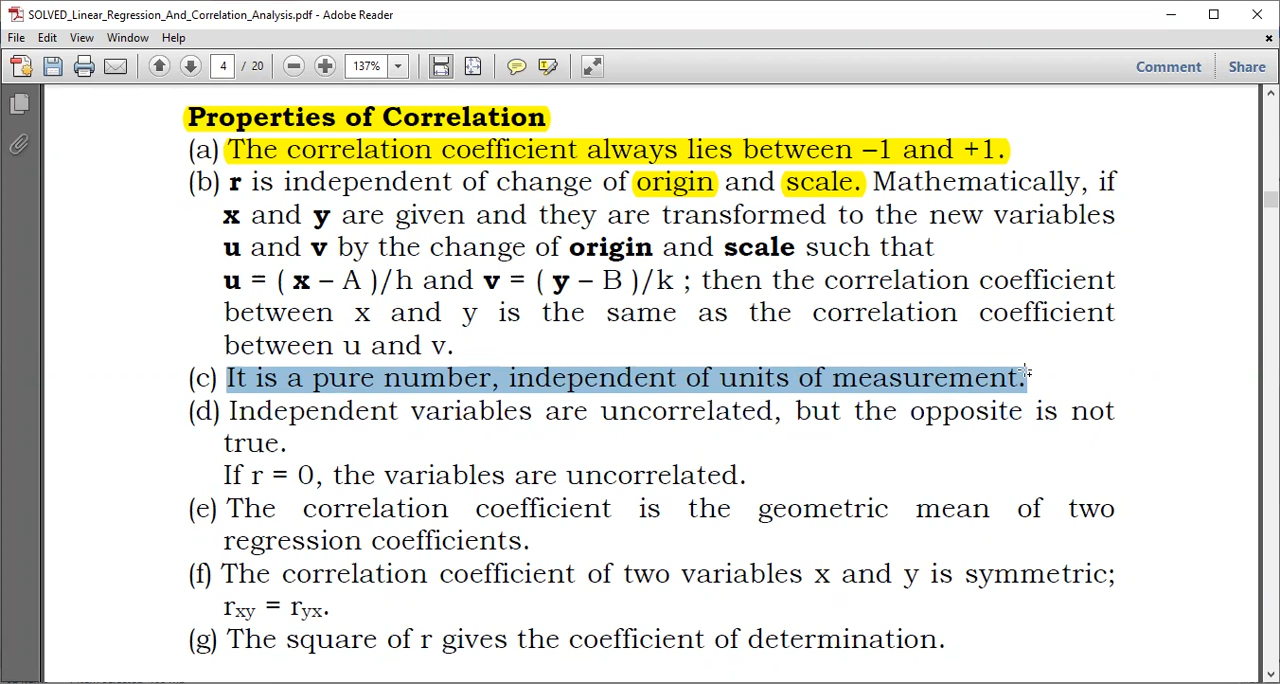 SOLVED_Linear_Regression_And_Correlation_Analysis.pdf - Adobe Reader
File Edit View Window Help
4 / 20 137% Comment Share
Properties of Correlation
(a) The correlation coefficient always lies between –1 and +1.
(b) r is independent of change of origin and scale. Mathematically, if
x and y are given and they are transformed to the new variables
u and v by the change of origin and scale such that
u = ( x – A )/h and v = ( y – B )/k ; then the correlation coefficient
between x and y is the same as the correlation coefficient
between u and v.
(c) It is a pure number, independent of units of measurement.
(d) Independent variables are uncorrelated, but the opposite is not
true.
If r = 0, the variables are uncorrelated.
(e) The correlation coefficient is the geometric mean of two
regression coefficients.
(f) The correlation coefficient of two variables x and y is symmetric;
rxy = ryx.
(g) The square of r gives the coefficient of determination.